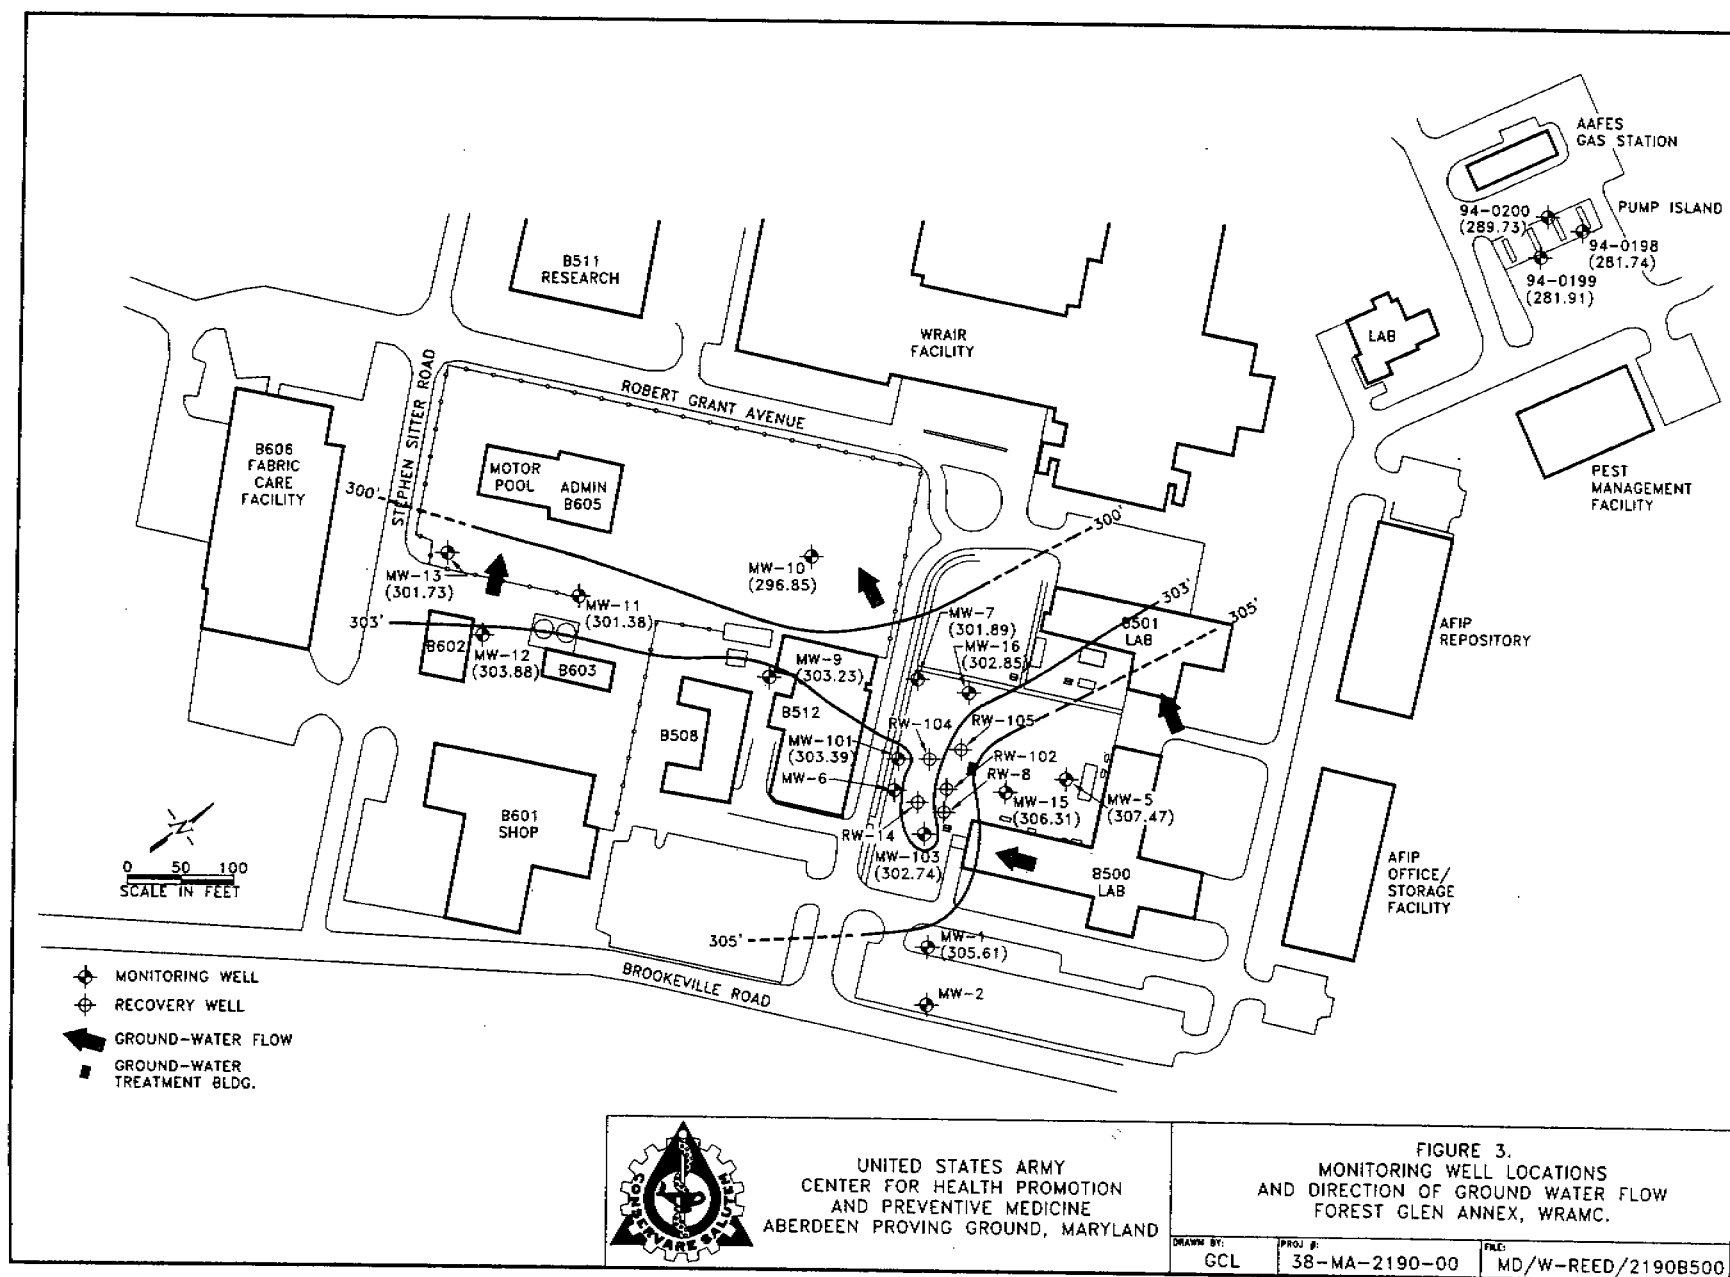 AAFES
GAS STATION
PUMP ISLAND
94-0200
(289.73)
94-0198
(281.74)
94-0199
(281.91)
LAB
PEST
MANAGEMENT
FACILITY
B511
RESEARCH
WRAIR
FACILITY
ROBERT GRANT AVENUE
STEPHEN SITTER ROAD
B606
FABRIC
CARE
FACILITY
MOTOR
POOL
ADMIN
B605
300'
300'
MW-13
(301.73)
MW-10
(296.85)
MW-11
(301.38)
303'
303'
305'
B602
MW-12
(303.88)
B603
MW-9
(303.23)
MW-7
(301.89)
MW-16
(302.85)
B501
LAB
AFIP
REPOSITORY
B508
B512
RW-104
RW-105
MW-101
(303.39)
RW-102
RW-8
MW-6
MW-15
(306.31)
MW-5
(307.47)
B601
SHOP
RW-14
MW-103
(302.74)
B500
LAB
AFIP
OFFICE/
STORAGE
FACILITY
N
0 50 100
SCALE IN FEET
305'
MW-1
(305.61)
MW-2
BROOKEVILLE ROAD
MONITORING WELL
RECOVERY WELL
GROUND-WATER FLOW
GROUND-WATER
TREATMENT BLDG.
CONSERVARE SALUTEM
UNITED STATES ARMY
CENTER FOR HEALTH PROMOTION
AND PREVENTIVE MEDICINE
ABERDEEN PROVING GROUND, MARYLAND
FIGURE 3.
MONITORING WELL LOCATIONS
AND DIRECTION OF GROUND WATER FLOW
FOREST GLEN ANNEX, WRAMC.
DRAWN BY:
GCL
PROJ #:
38-MA-2190-00
FILE:
MD/W-REED/2190B500